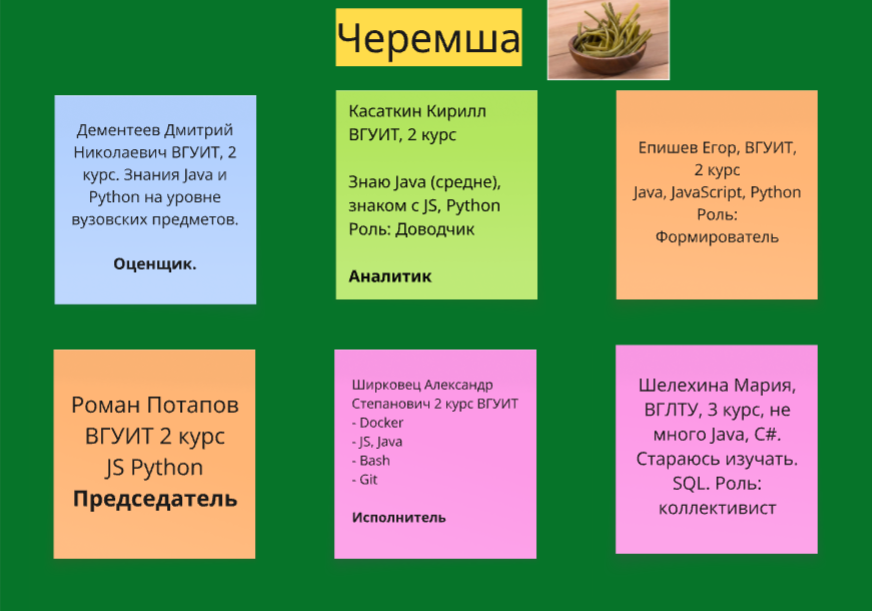 Черемша
Дементеев Дмитрий
Николаевич ВГУИТ, 2
курс. Знания Java и
Python на уровне
вузовских предметов.
Оценщик.
Касаткин Кирилл
ВГУИТ, 2 курс
Знаю Java (средне),
знаком с JS, Python
Роль: Доводчик
Аналитик
Епишев Егор, ВГУИТ,
2 курс
Java, JavaScript, Python
Роль:
Формирователь
Роман Потапов
ВГУИТ 2 курс
JS Python
Председатель
Ширковец Александр
Степанович 2 курс ВГУИТ
- Docker
- JS, Java
- Bash
- Git
Исполнитель
Шелехина Мария,
ВГЛТУ, 3 курс, не
много Java, C#.
Стараюсь изучать.
SQL. Роль:
коллективист